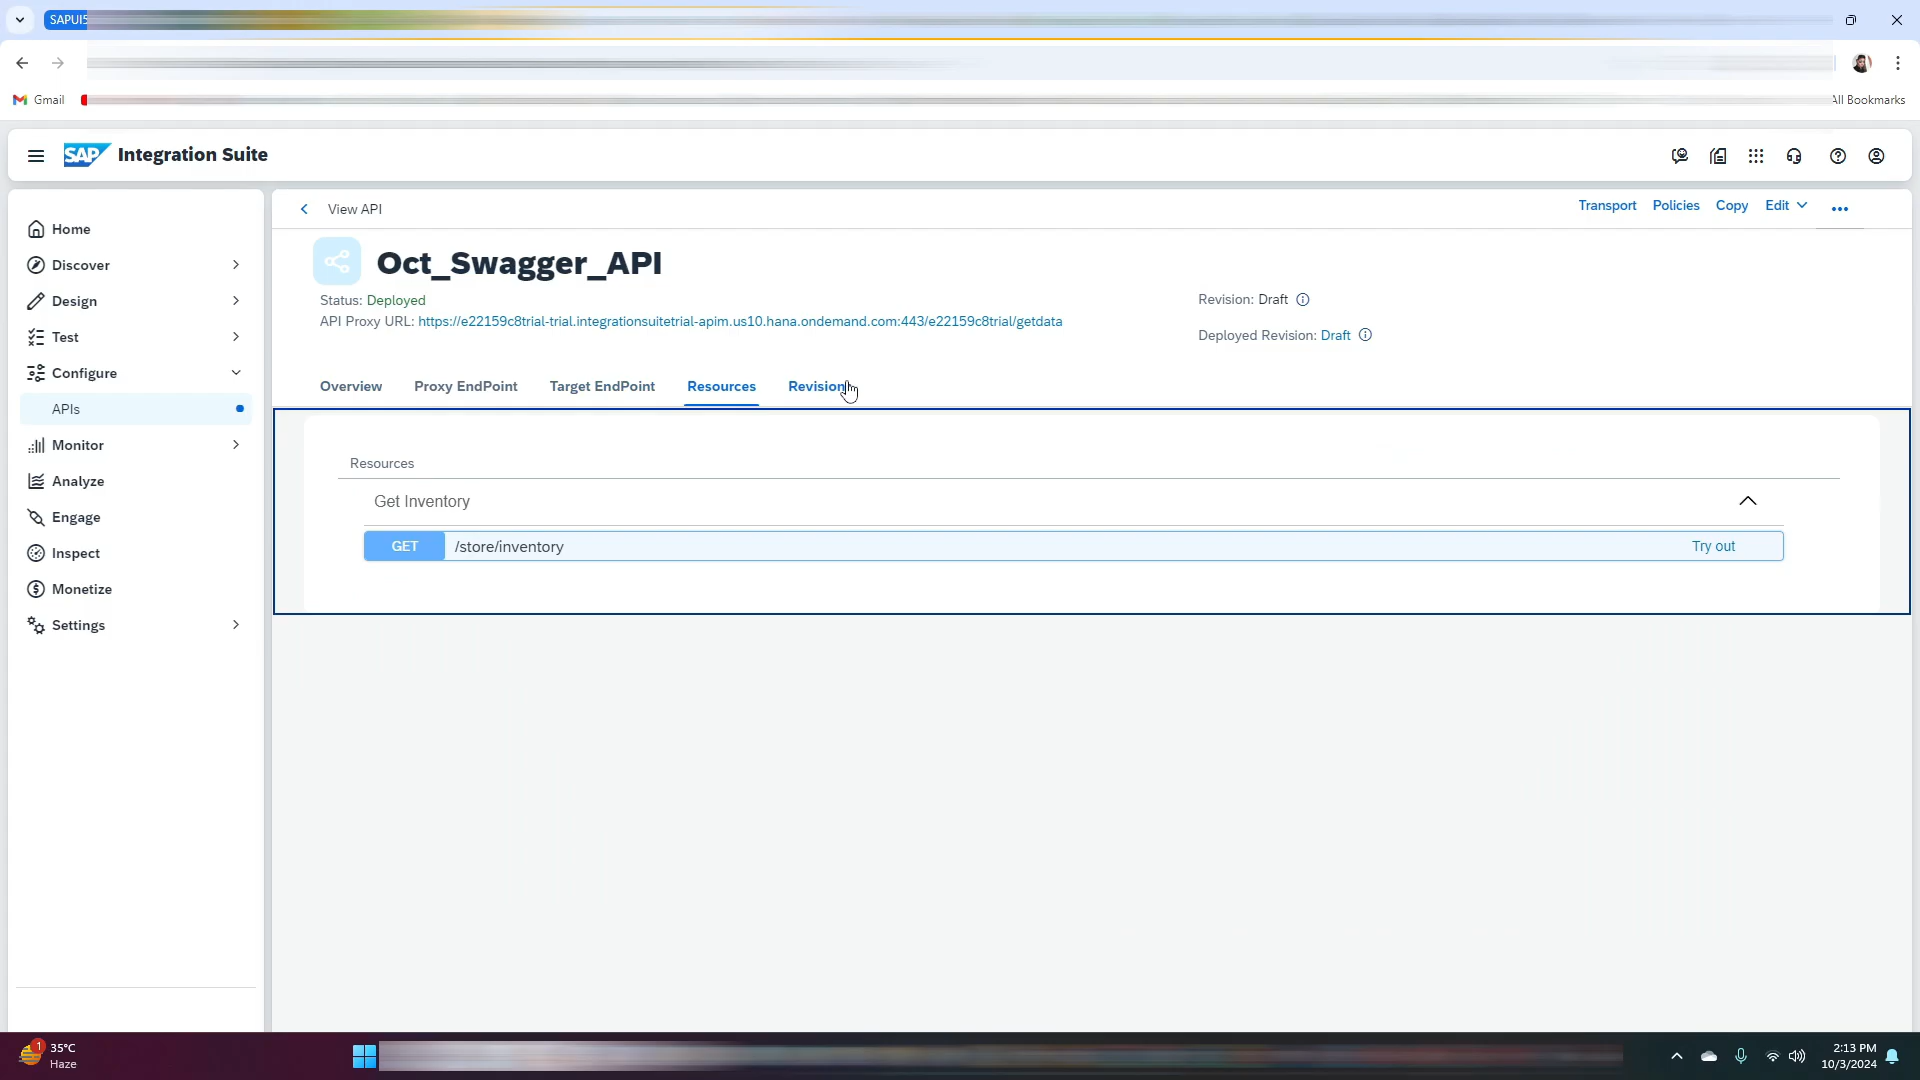 SAPUI5
Gmail
All Bookmarks
SAP Integration Suite
Home
Discover
Design
Test
Configure
APIs
Monitor
Analyze
Engage
Inspect
Monetize
Settings
View API
Transport Policies Copy Edit
Oct_Swagger_API
Status: Deployed
API Proxy URL: https://e22159c8trial-trial.integrationsuitetrial-apim.us10.hana.ondemand.com:443/e22159c8trial/getdata
Revision: Draft
Deployed Revision: Draft
Overview Proxy EndPoint Target EndPoint Resources Revision
Resources
Get Inventory
GET /store/inventory Try out
1
35°C
Haze
2:13 PM
10/3/2024